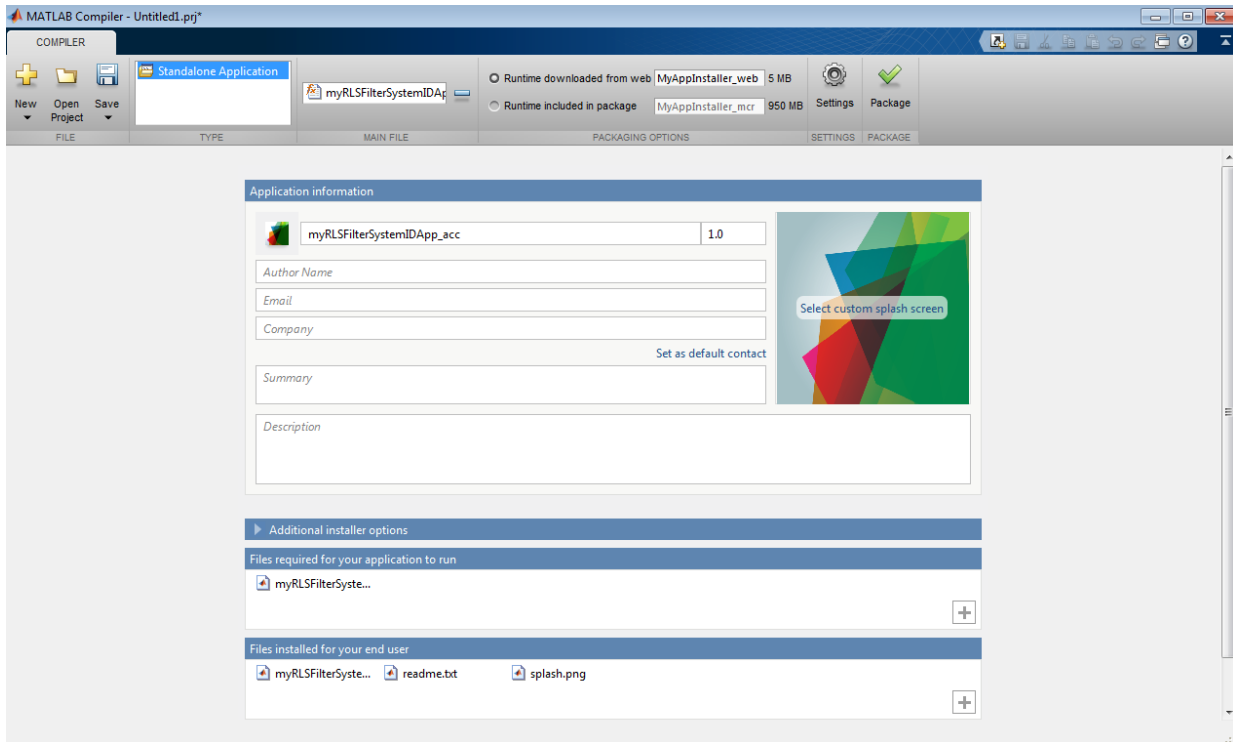 MATLAB Compiler - Untitled1.prj*
COMPILER
New
Open Project
Save
FILE
Standalone Application
TYPE
myRLSFilterSystemIDAp
MAIN FILE
Runtime downloaded from web MyAppInstaller_web 5 MB
Runtime included in package MyAppInstaller_mcr 950 MB
PACKAGING OPTIONS
Settings
SETTINGS
Package
PACKAGE
Application information
myRLSFilterSystemIDApp_acc 1.0
Author Name
Email
Company
Set as default contact
Summary
Select custom splash screen
Description
Additional installer options
Files required for your application to run
myRLSFilterSyste...
Files installed for your end user
myRLSFilterSyste... readme.txt splash.png